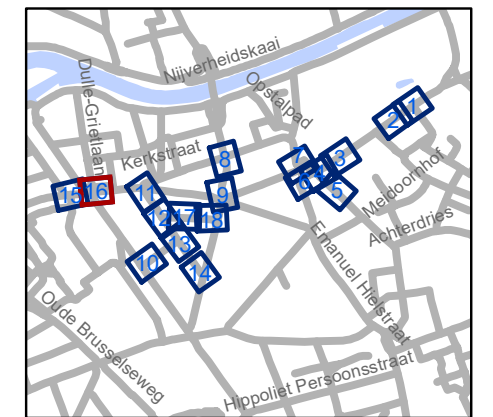 Nijverheidskaai
Dulle-Grietlaan
Opstalpad
Kerkstraat
1
2
3
4
5
6
7
8
9
10
11
12
13
14
15
16
17
18
Meidoornhof
Achterdries
Emanuel Hielstraat
Oude Brusselseweg
Hippoliet Persoonsstraat